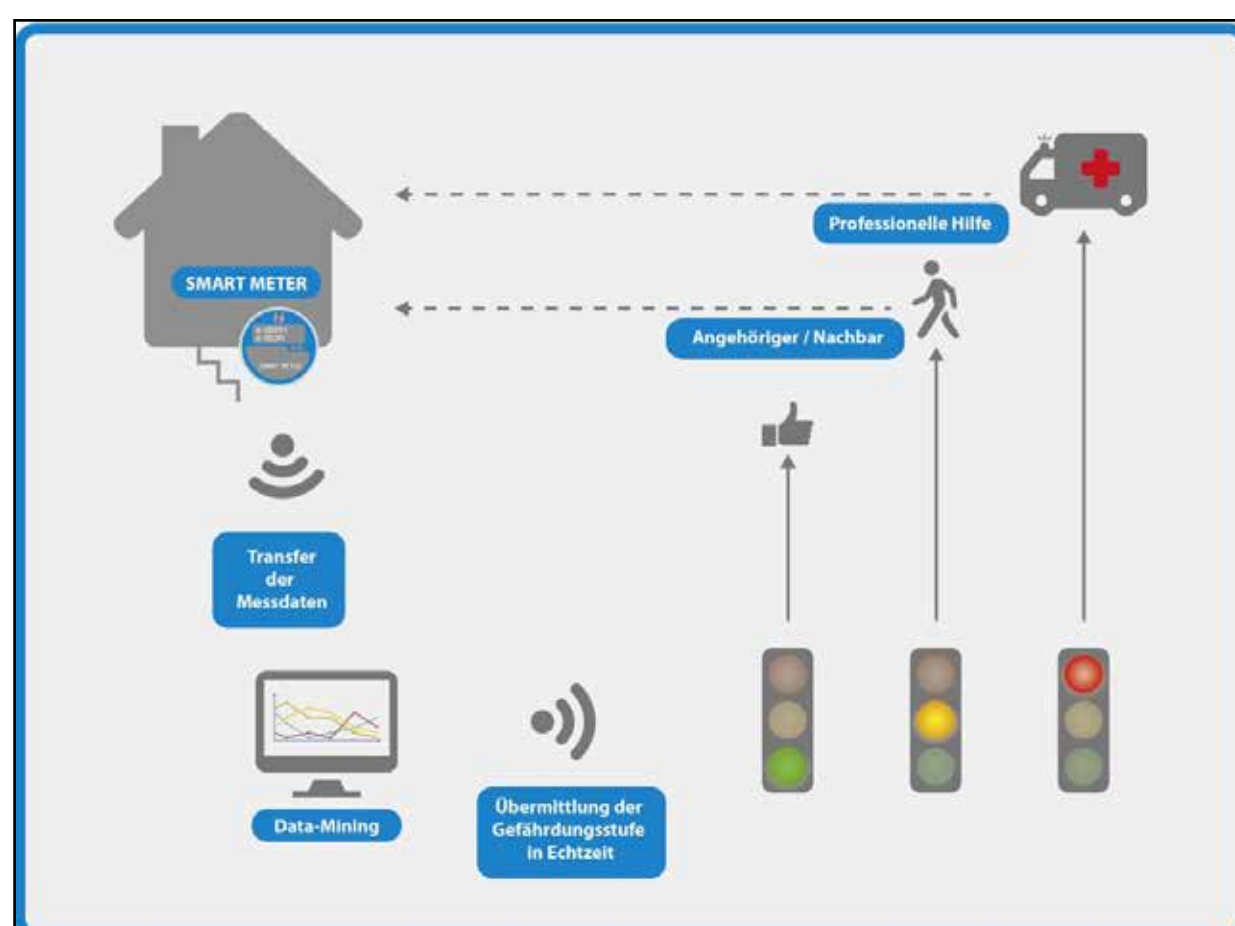 Professionelle Hilfe
SMART METER
Angehöriger / Nachbar
Transfer
der
Messdaten
Data-Mining
Übermittlung der
Gefährdungsstufe
in Echtzeit